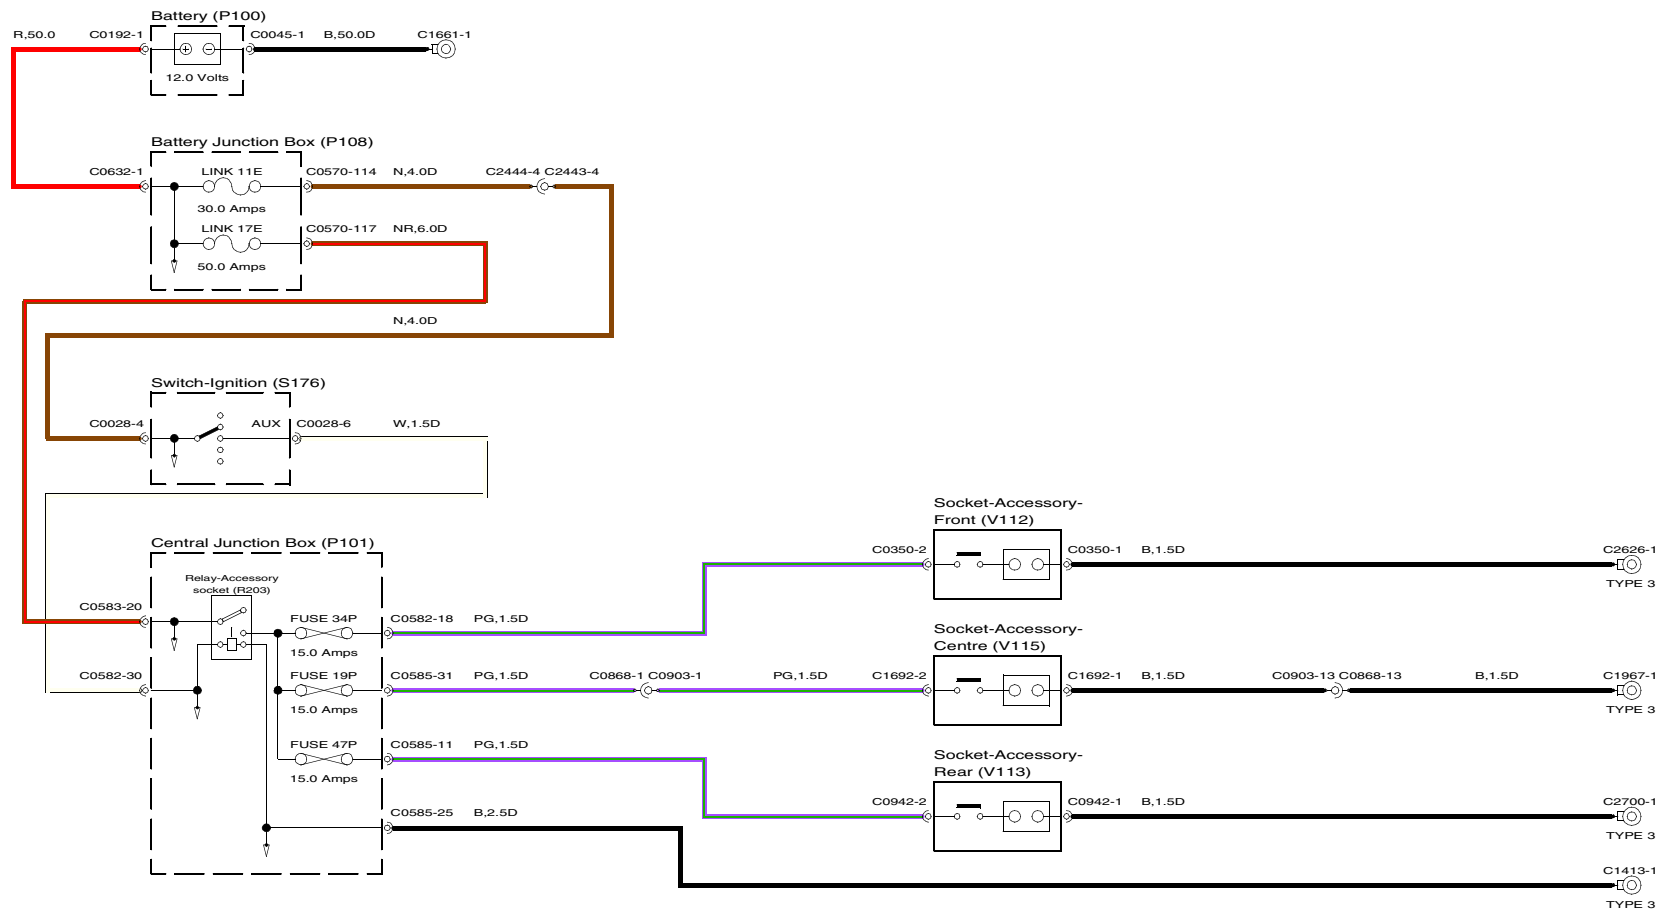 Battery (P100)
R,50.0 C0192-1 C0045-1 B,50.0D C1661-1
12.0 Volts
Battery Junction Box (P108)
C0632-1 LINK 11E C0570-114 N,4.0D C2444-4 C2443-4
30.0 Amps
LINK 17E C0570-117 NR,6.0D
50.0 Amps
N,4.0D
Switch-Ignition (S176)
C0028-4 AUX C0028-6 W,1.5D
Socket-Accessory-
Front (V112)
Central Junction Box (P101)
C0350-2 C0350-1 B,1.5D C2626-1
Relay-Accessory
socket (R203)
TYPE 3
C0583-20 FUSE 34P C0582-18 PG,1.5D
Socket-Accessory-
Centre (V115)
15.0 Amps
C0582-30 FUSE 19P C0585-31 PG,1.5D C0868-1 C0903-1 PG,1.5D C1692-2 C1692-1 B,1.5D C0903-13 C0868-13 B,1.5D C1967-1
15.0 Amps TYPE 3
FUSE 47P C0585-11 PG,1.5D
Socket-Accessory-
Rear (V113)
15.0 Amps
C0942-2 C0942-1 B,1.5D C2700-1
C0585-25 B,2.5D
TYPE 3
C1413-1
TYPE 3